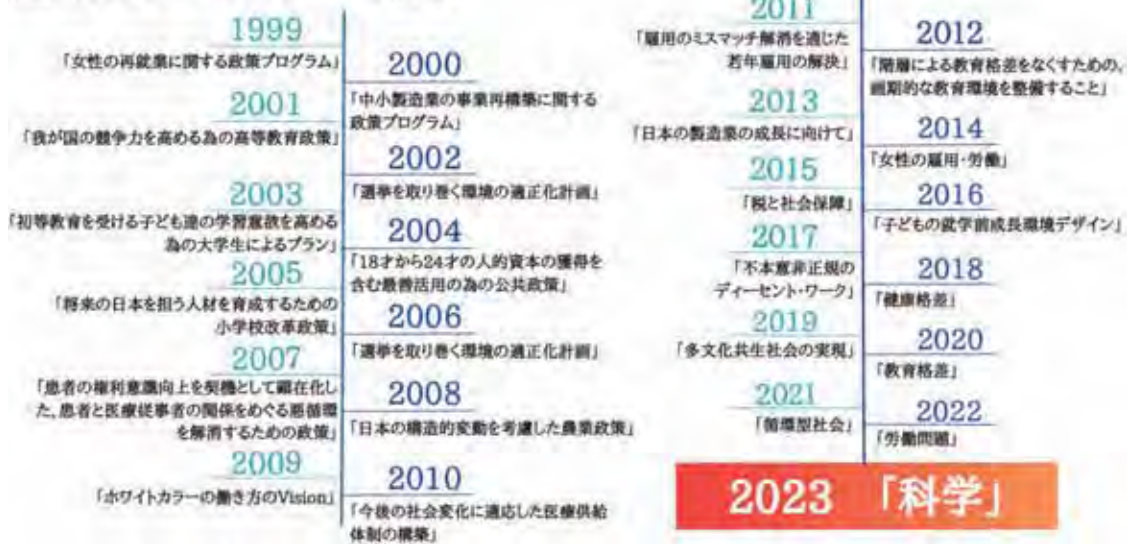 1999
「女性の再就業に関する政策プログラム」
2000
「中小製造業の事業再構築に関する
政策プログラム」
2001
「我が国の競争力を高める為の高等教育政策」
2002
「選挙を取り巻く環境の適正化計画」
2003
「初等教育を受ける子ども達の学習意欲を高める
為の大学生によるプラン」
2004
「18才から24才の人的資本の獲得を
含む最善活用の為の公共政策」
2005
「将来の日本を担う人材を育成するための
小学校改革政策」
2006
「選挙を取り巻く環境の適正化計画」
2007
「患者の権利意識向上を契機として顕在化し
た、患者と医療従事者の関係をめぐる悪循環
を解消するための政策」
2008
「日本の構造的変動を考慮した農業政策」
2009
「ホワイトカラーの働き方のVision」
2010
「今後の社会変化に適応した医療供給
体制の構築」
2011
「雇用のミスマッチ解消を通じた
若年雇用の解決」
2012
「階層による教育格差をなくすための、
画期的な教育環境を整備すること」
2013
「日本の製造業の成長に向けて」
2014
「女性の雇用・労働」
2015
「税と社会保障」
2016
「子どもの就学前成長環境デザイン」
2017
「不本意非正規の
ディーセント・ワーク」
2018
「健康格差」
2019
「多文化共生社会の実現」
2020
「教育格差」
2021
「循環型社会」
2022
「労働問題」
2023 「科学」